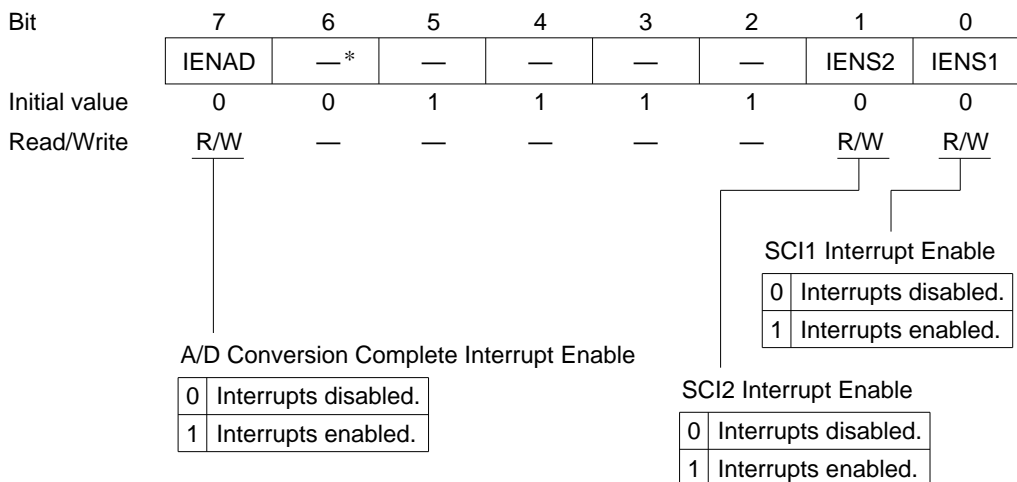 Bit 7 6 5 4 3 2 1 0
IENAD —* — — — — IENS2 IENS1
Initial value 0 0 1 1 1 1 0 0
Read/Write R/W — — — — — R/W R/W
SCI1 Interrupt Enable
0 Interrupts disabled.
1 Interrupts enabled.
A/D Conversion Complete Interrupt Enable
0 Interrupts disabled.
1 Interrupts enabled.
SCI2 Interrupt Enable
0 Interrupts disabled.
1 Interrupts enabled.